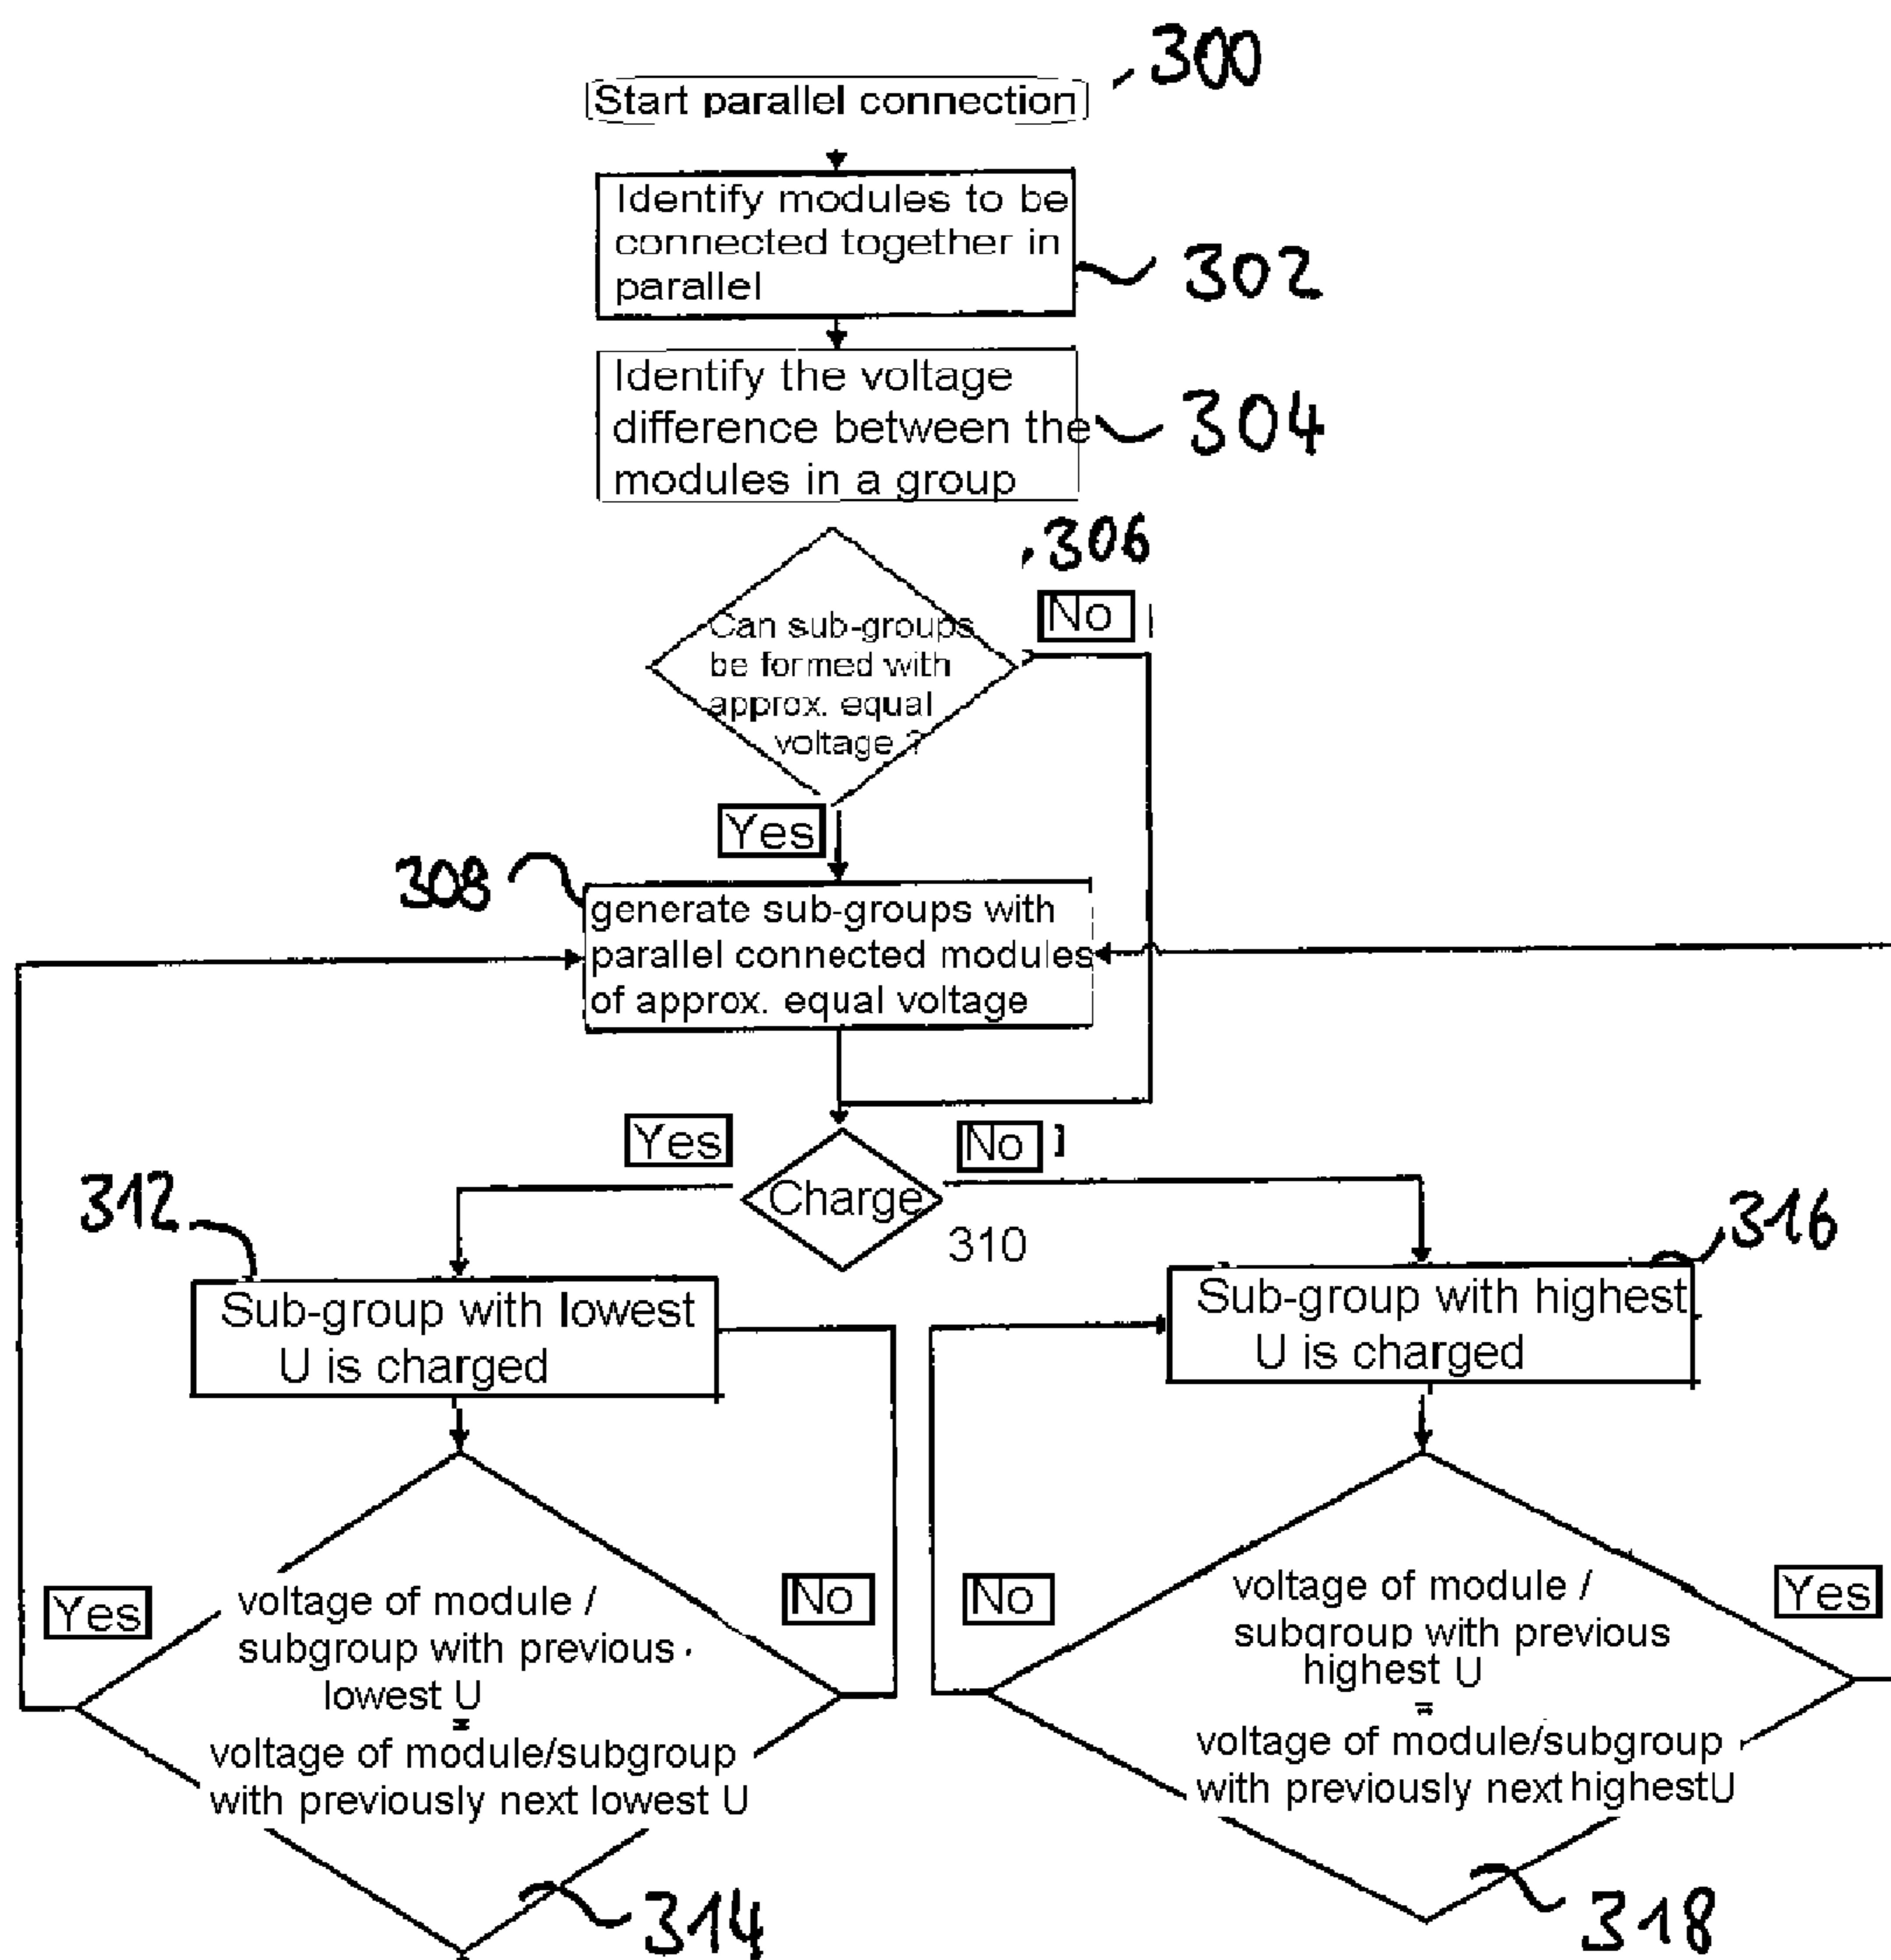 300
Start parallel connection
Identify modules to be
connected together in
parallel
302
Identify the voltage
difference between the
modules in a group
304
306
No
Can sub-groups
be formed with
approx. equal
voltage ?
Yes
308
generate sub-groups with
parallel connected modules
of approx. equal voltage
Yes
No
Charge
310
312
316
Sub-group with lowest
U is charged
Sub-group with highest
U is charged
Yes
voltage of module /
subgroup with previous
lowest U
=
voltage of module/subgroup
with previously next lowest U
No
No
voltage of module /
subgroup with previous
highest U
=
voltage of module/subgroup
with previously next highest U
Yes
314
318